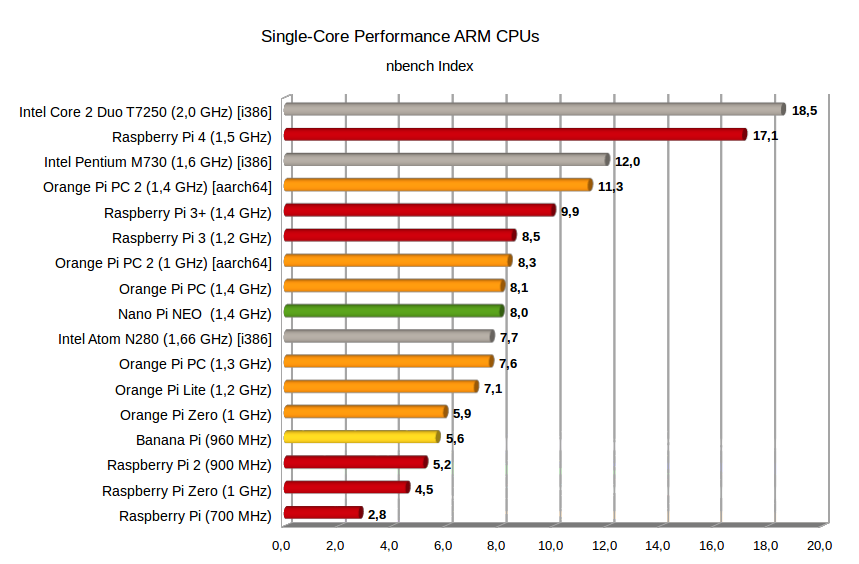 Single-Core Performance ARM CPUs
nbench Index
Intel Core 2 Duo T7250 (2,0 GHz) [i386] 18,5
Raspberry Pi 4 (1,5 GHz) 17,1
Intel Pentium M730 (1,6 GHz) [i386] 12,0
Orange Pi PC 2 (1,4 GHz) [aarch64] 11,3
Raspberry Pi 3+ (1,4 GHz) 9,9
Raspberry Pi 3 (1,2 GHz) 8,5
Orange Pi PC 2 (1 GHz) [aarch64] 8,3
Orange Pi PC (1,4 GHz) 8,1
Nano Pi NEO  (1,4 GHz) 8,0
Intel Atom N280 (1,66 GHz) [i386] 7,7
Orange Pi PC (1,3 GHz) 7,6
Orange Pi Lite (1,2 GHz) 7,1
Orange Pi Zero (1 GHz) 5,9
Banana Pi (960 MHz) 5,6
Raspberry Pi 2 (900 MHz) 5,2
Raspberry Pi Zero (1 GHz) 4,5
Raspberry Pi (700 MHz) 2,8
0,0 2,0 4,0 6,0 8,0 10,0 12,0 14,0 16,0 18,0 20,0